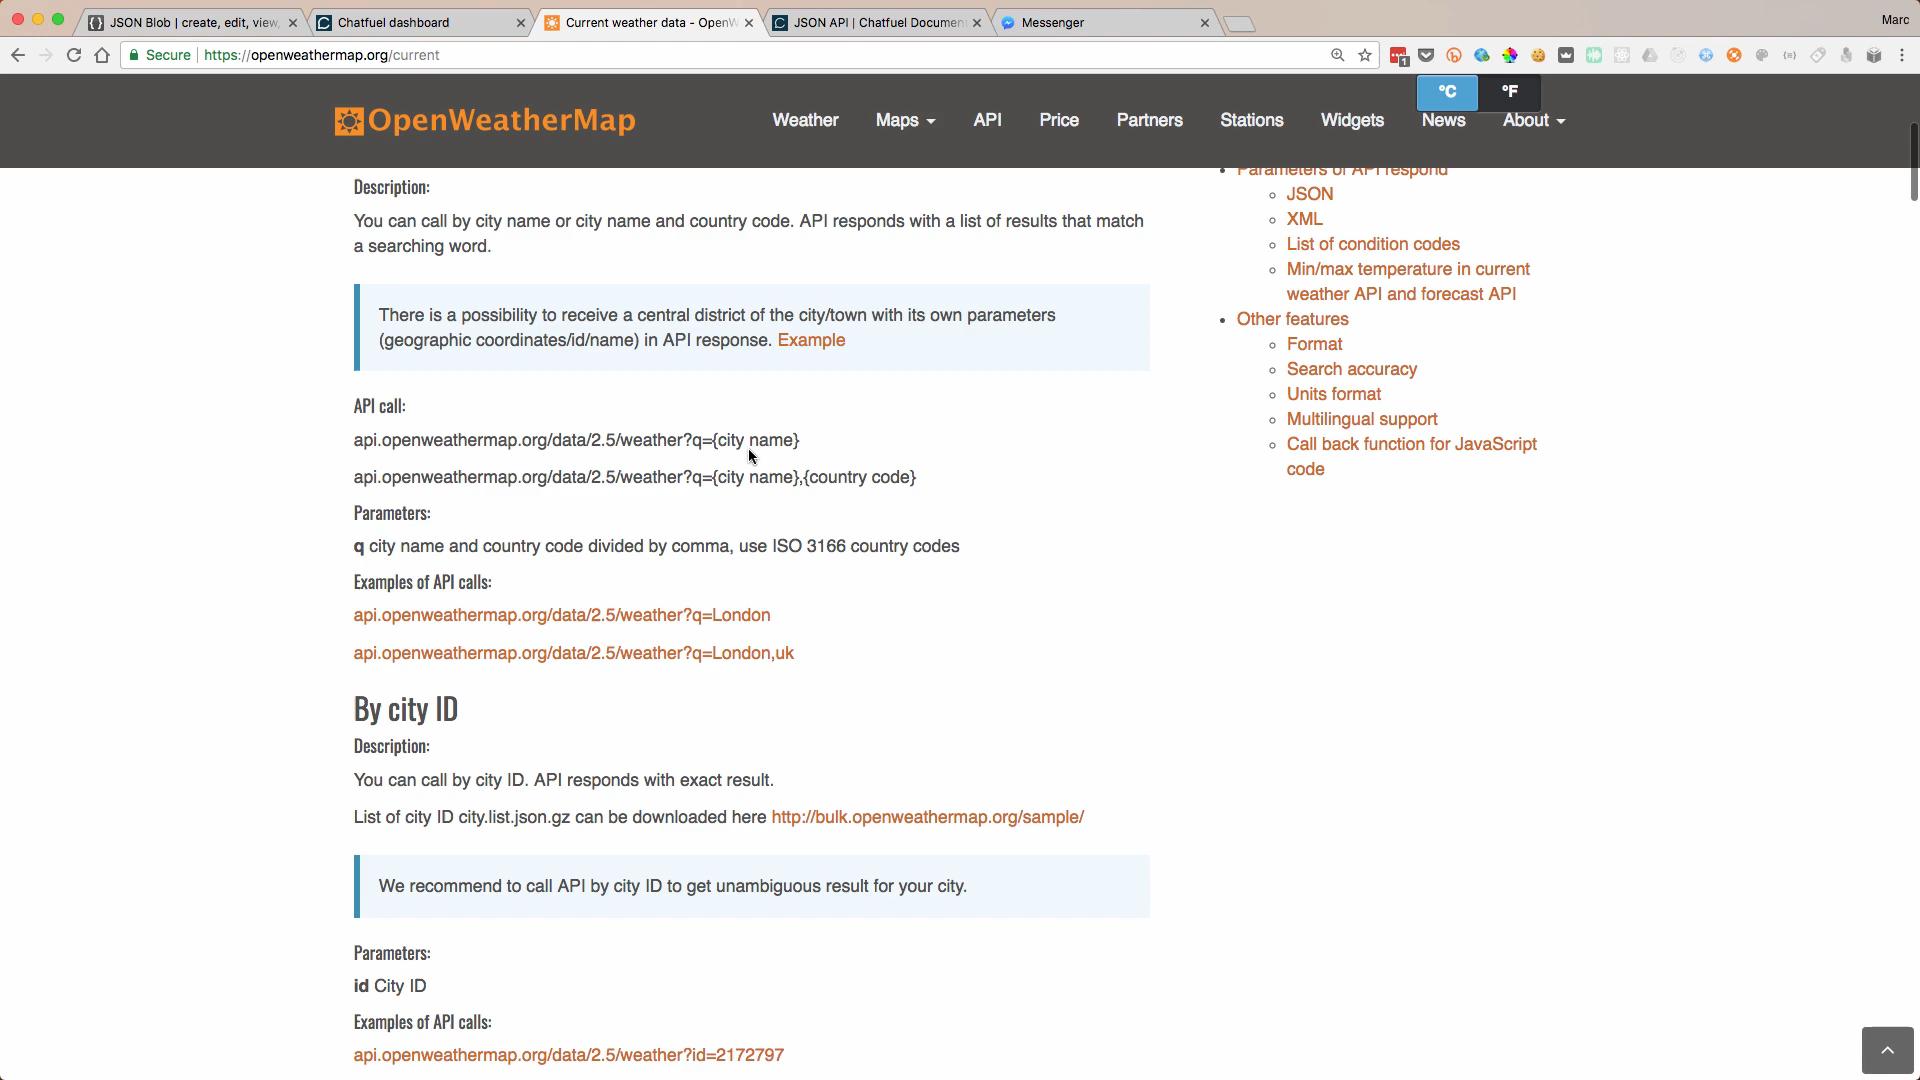 JSON Blob | create, edit, view,
Chatfuel dashboard
Current weather data - OpenW
JSON API | Chatfuel Documen
Messenger
Marc
Secure
https://openweathermap.org/current
1
°C
°F
OpenWeatherMap
Weather
Maps
API
Price
Partners
Stations
Widgets
News
About
Description:
You can call by city name or city name and country code. API responds with a list of results that match
a searching word.
There is a possibility to receive a central district of the city/town with its own parameters
(geographic coordinates/id/name) in API response. Example
API call:
api.openweathermap.org/data/2.5/weather?q={city name}
api.openweathermap.org/data/2.5/weather?q={city name},{country code}
Parameters:
q city name and country code divided by comma, use ISO 3166 country codes
Examples of API calls:
api.openweathermap.org/data/2.5/weather?q=London
api.openweathermap.org/data/2.5/weather?q=London,uk
By city ID
Description:
You can call by city ID. API responds with exact result.
List of city ID city.list.json.gz can be downloaded here http://bulk.openweathermap.org/sample/
We recommend to call API by city ID to get unambiguous result for your city.
Parameters:
id City ID
Examples of API calls:
api.openweathermap.org/data/2.5/weather?id=2172797
Parameters of API respond
JSON
XML
List of condition codes
Min/max temperature in current
weather API and forecast API
Other features
Format
Search accuracy
Units format
Multilingual support
Call back function for JavaScript
code